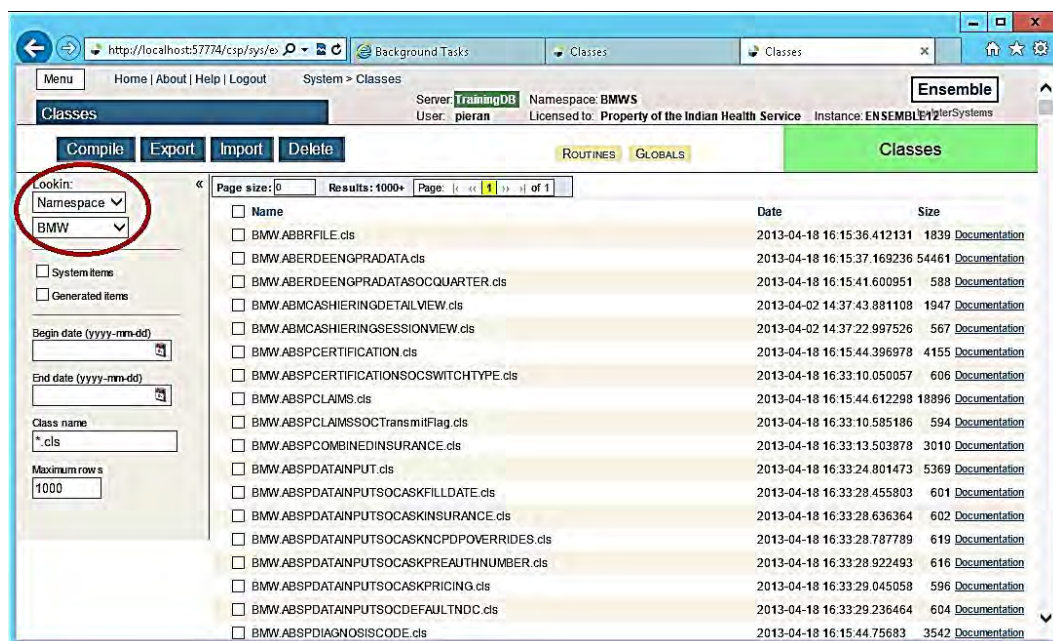 http://localhost:57774/csp/sys/e
Background Tasks
Classes
Classes
Menu
Home | About | Help | Logout
System > Classes
Server: TrainingDB Namespace: BMWS
User: pieran Licensed to: Property of the Indian Health Service Instance: ENSEMBLE12
Ensemble
InterSystems
Classes
Compile Export Import Delete
ROUTINES GLOBALS
Classes
Lookin:
Namespace
BMW
System items
Generated items
Begin date (yyyy-mm-dd)
End date (yyyy-mm-dd)
Class name
*.cls
Maximum rows
1000
Page size: 0 Results: 1000+ Page: |‹ ‹‹ 1 ›› ›| of 1
Name Date Size
BMW.ABBRFILE.cls 2013-04-18 16:15:36.412131 1839 Documentation
BMW.ABERDEENGPRADATA.cls 2013-04-18 16:15:37.169236 54461 Documentation
BMW.ABERDEENGPRADATASOCQUARTER.cls 2013-04-18 16:15:41.600951 588 Documentation
BMW.ABMCASHIERINGDETAILVIEW.cls 2013-04-02 14:37:43.881108 1947 Documentation
BMW.ABMCASHIERINGSESSIONVIEW.cls 2013-04-02 14:37:22.997526 567 Documentation
BMW.ABSPCERTIFICATION.cls 2013-04-18 16:15:44.396978 4155 Documentation
BMW.ABSPCERTIFICATIONSOCSWITCHTYPE.cls 2013-04-18 16:33:10.050057 606 Documentation
BMW.ABSPCLAIMS.cls 2013-04-18 16:15:44.612298 18896 Documentation
BMW.ABSPCLAIMSSOCTransmitFlag.cls 2013-04-18 16:33:10.585186 594 Documentation
BMW.ABSPCOMBINEDINSURANCE.cls 2013-04-18 16:33:13.503878 3010 Documentation
BMW.ABSPDATAINPUT.cls 2013-04-18 16:33:24.801473 5369 Documentation
BMW.ABSPDATAINPUTSOCASKFILLDATE.cls 2013-04-18 16:33:28.455803 601 Documentation
BMW.ABSPDATAINPUTSOCASKINSURANCE.cls 2013-04-18 16:33:28.636364 602 Documentation
BMW.ABSPDATAINPUTSOCASKNCPDPOVERRIDES.cls 2013-04-18 16:33:28.787789 619 Documentation
BMW.ABSPDATAINPUTSOCASKPREAUTHNUMBER.cls 2013-04-18 16:33:28.922493 616 Documentation
BMW.ABSPDATAINPUTSOCASKPRICING.cls 2013-04-18 16:33:29.045058 596 Documentation
BMW.ABSPDATAINPUTSOCDEFAULTNDC.cls 2013-04-18 16:33:29.236464 604 Documentation
BMW.ABSPDIAGNOSISCODE.cls 2013-04-18 16:15:44.75683 3542 Documentation